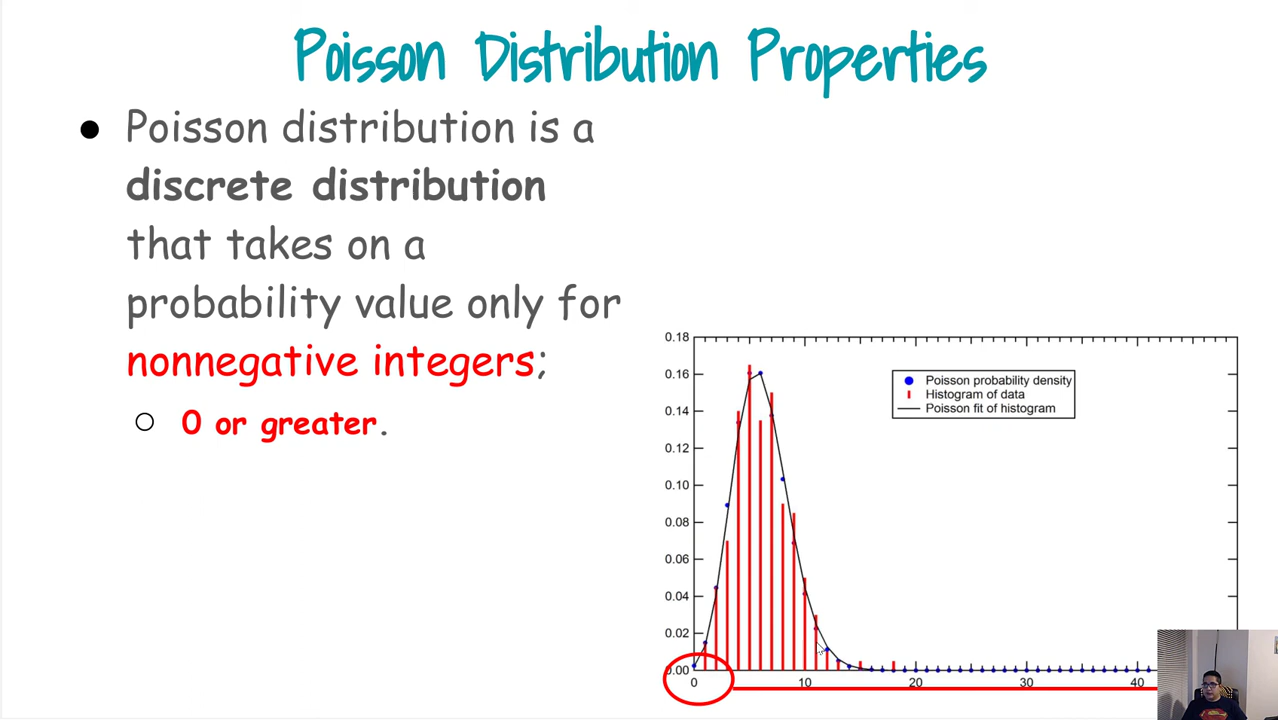 Poisson Distribution Properties
● Poisson distribution is a
discrete distribution
that takes on a
probability value only for
nonnegative integers;
○ 0 or greater.
0.18
0.16
0.14
0.12
0.10
0.08
0.06
0.04
0.02
0.00
Poisson probability density
Histogram of data
Poisson fit of histogram
0 10 20 30 40